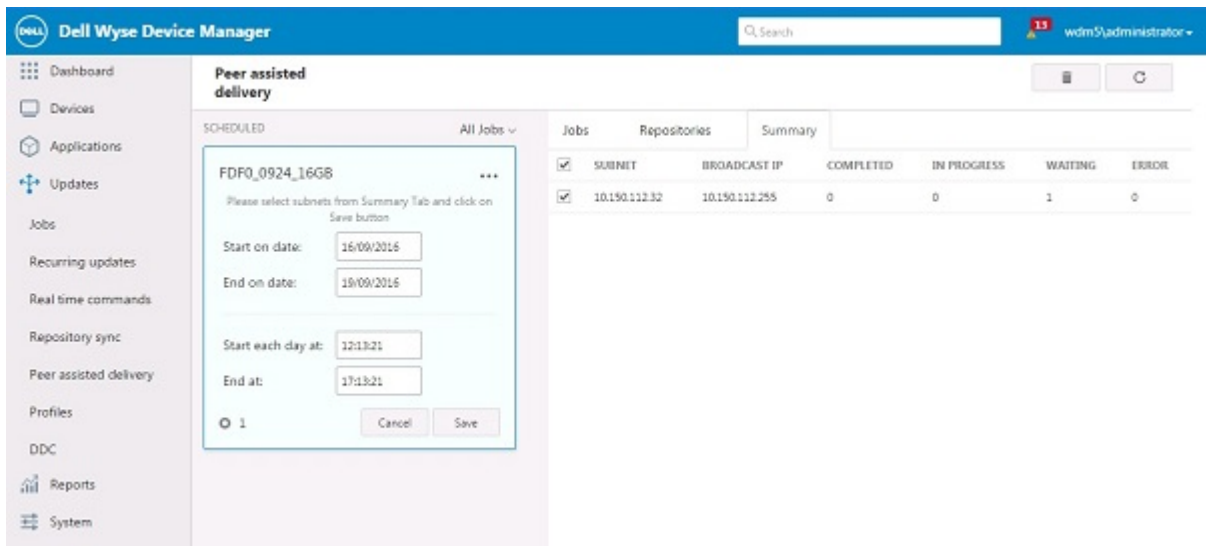 DELL
Dell Wyse Device Manager
Search
13
wdm5\administrator
Dashboard
Devices
Applications
Updates
Jobs
Recurring updates
Real time commands
Repository sync
Peer assisted delivery
Profiles
DDC
Reports
System
Peer assisted
delivery
SCHEDULED
All Jobs
FDF0_0924_16GB
...
Please select subnets from Summary Tab and click on
Save button
Start on date:
16/09/2016
End on date:
19/09/2016
Start each day at:
12:13:21
End at:
17:13:21
1
Cancel
Save
Jobs
Repositories
Summary
SUBNET
BROADCAST IP
COMPLETED
IN PROGRESS
WAITING
ERROR
10.150.112.32
10.150.112.255
0
0
1
0